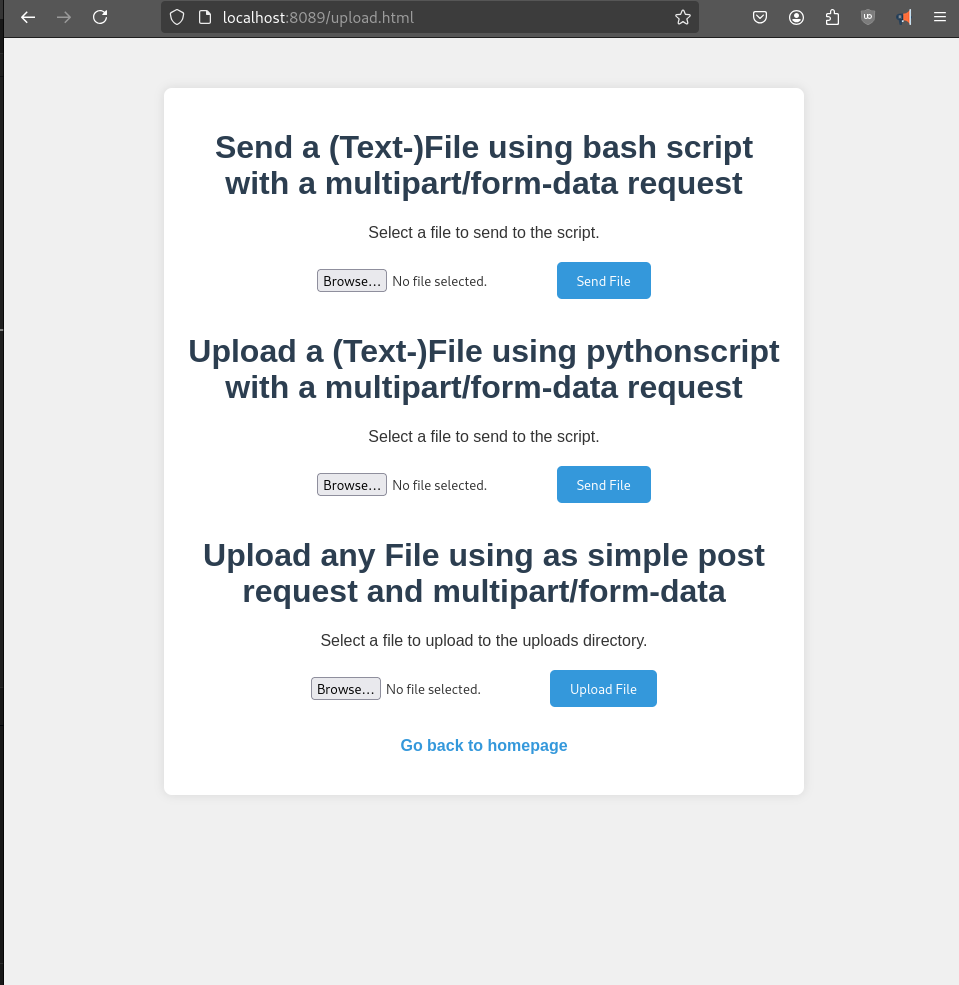 localhost:8089/upload.html
Send a (Text-)File using bash script
with a multipart/form-data request
Select a file to send to the script.
Browse... No file selected. Send File
Upload a (Text-)File using pythonscript
with a multipart/form-data request
Select a file to send to the script.
Browse... No file selected. Send File
Upload any File using as simple post
request and multipart/form-data
Select a file to upload to the uploads directory.
Browse... No file selected. Upload File
Go back to homepage